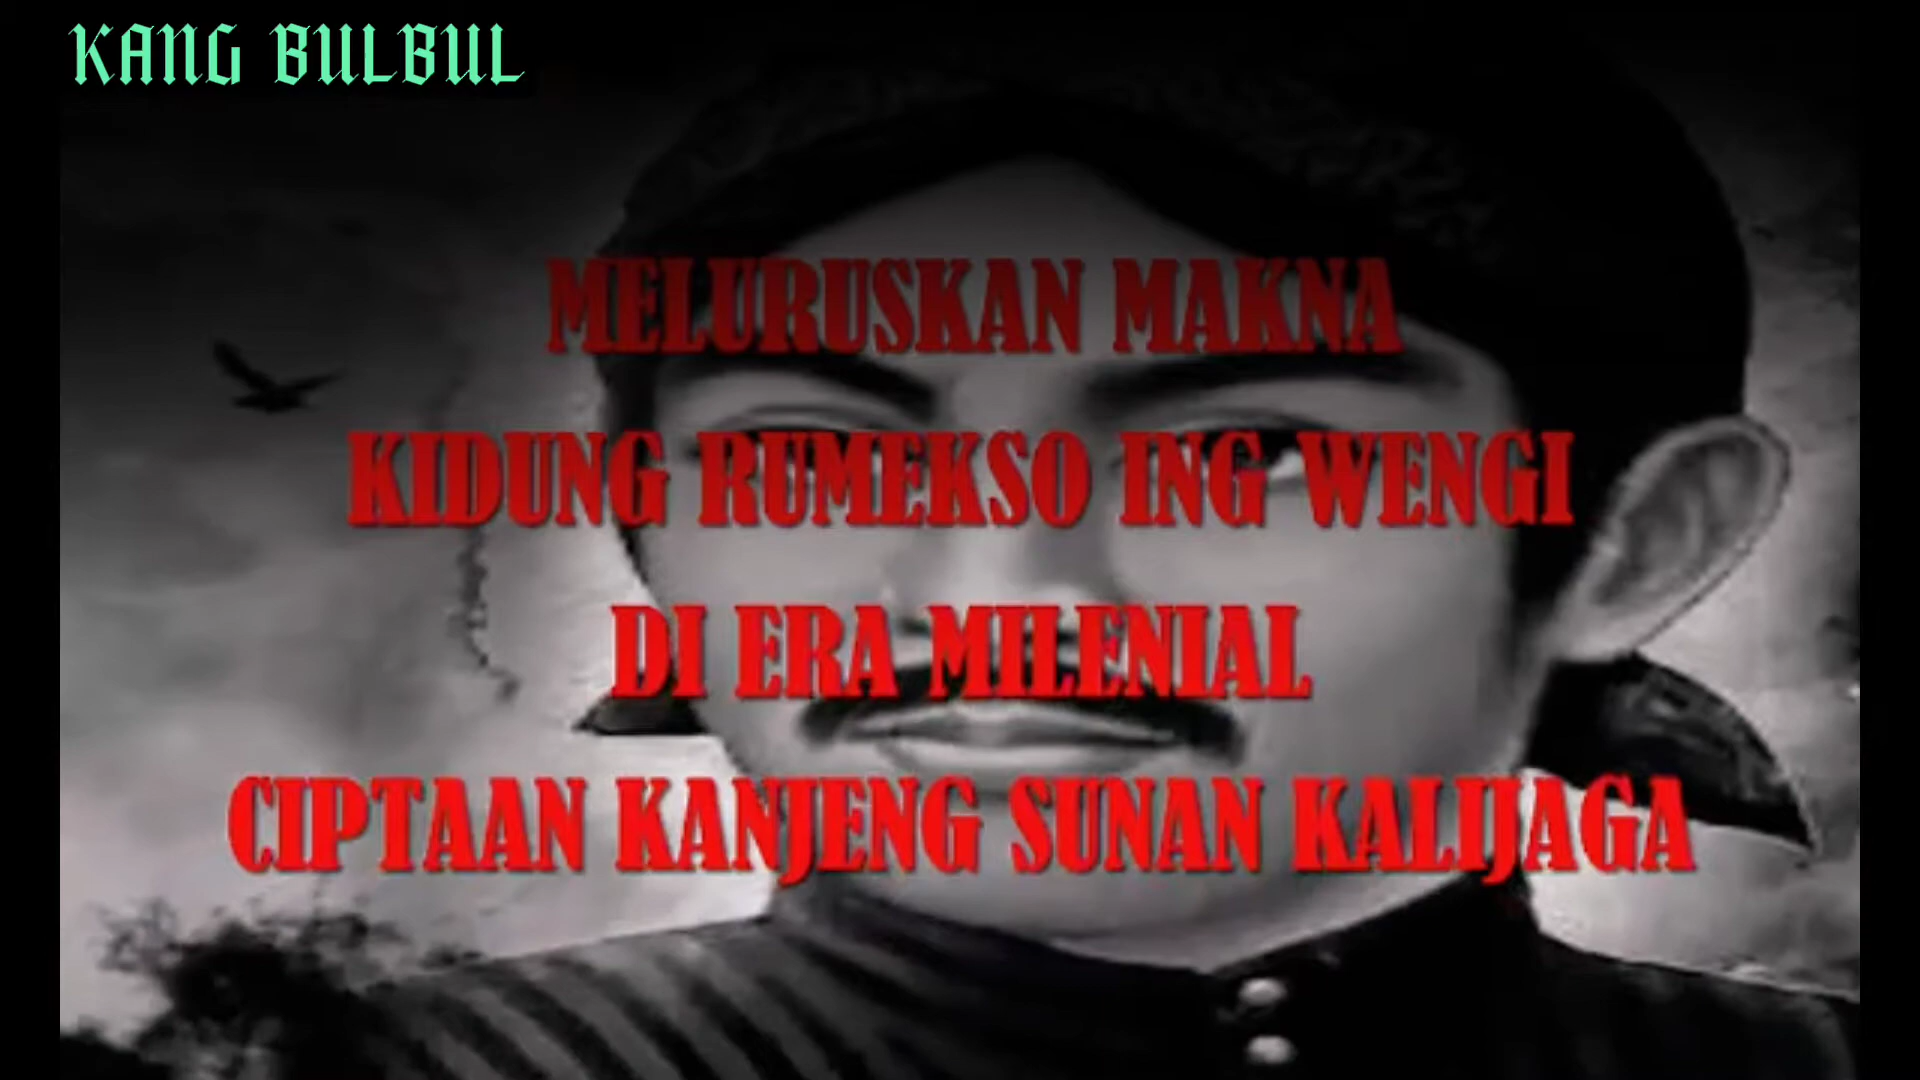 KANG BULBUL
MELURUSKAN MAKNA
KIDUNG RUMEKSO ING WENGI
DI ERA MILENIAL
CIPTAAN KANJENG SUNAN KALIJAGA